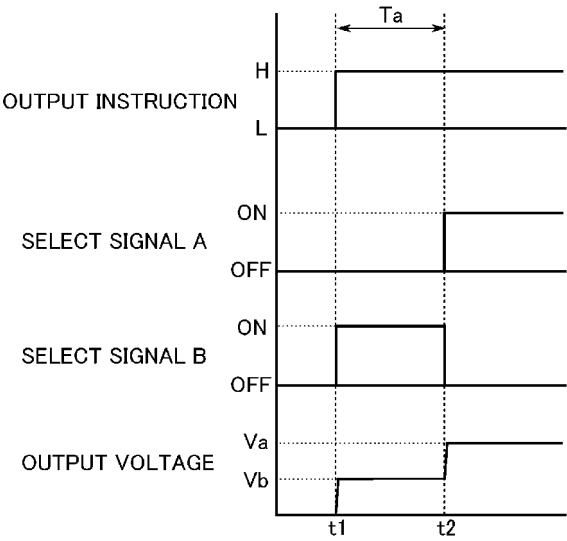 Ta
H
OUTPUT INSTRUCTION
L
ON
SELECT SIGNAL A
OFF
ON
SELECT SIGNAL B
OFF
Va
OUTPUT VOLTAGE
Vb
t1 t2